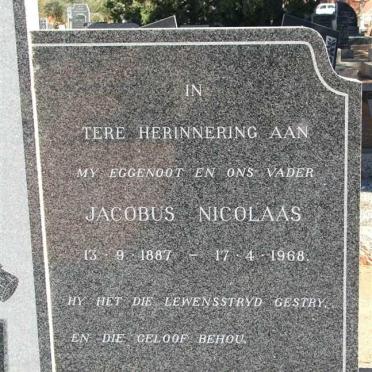 IN
TERE HERINNERING AAN
MY EGGENOOT EN ONS VADER
JACOBUS NICOLAAS
13 · 9 · 1887 – 17 · 4 · 1968.
HY HET DIE LEWENSSTRYD GESTRY,
EN DIE GELOOF BEHOU.